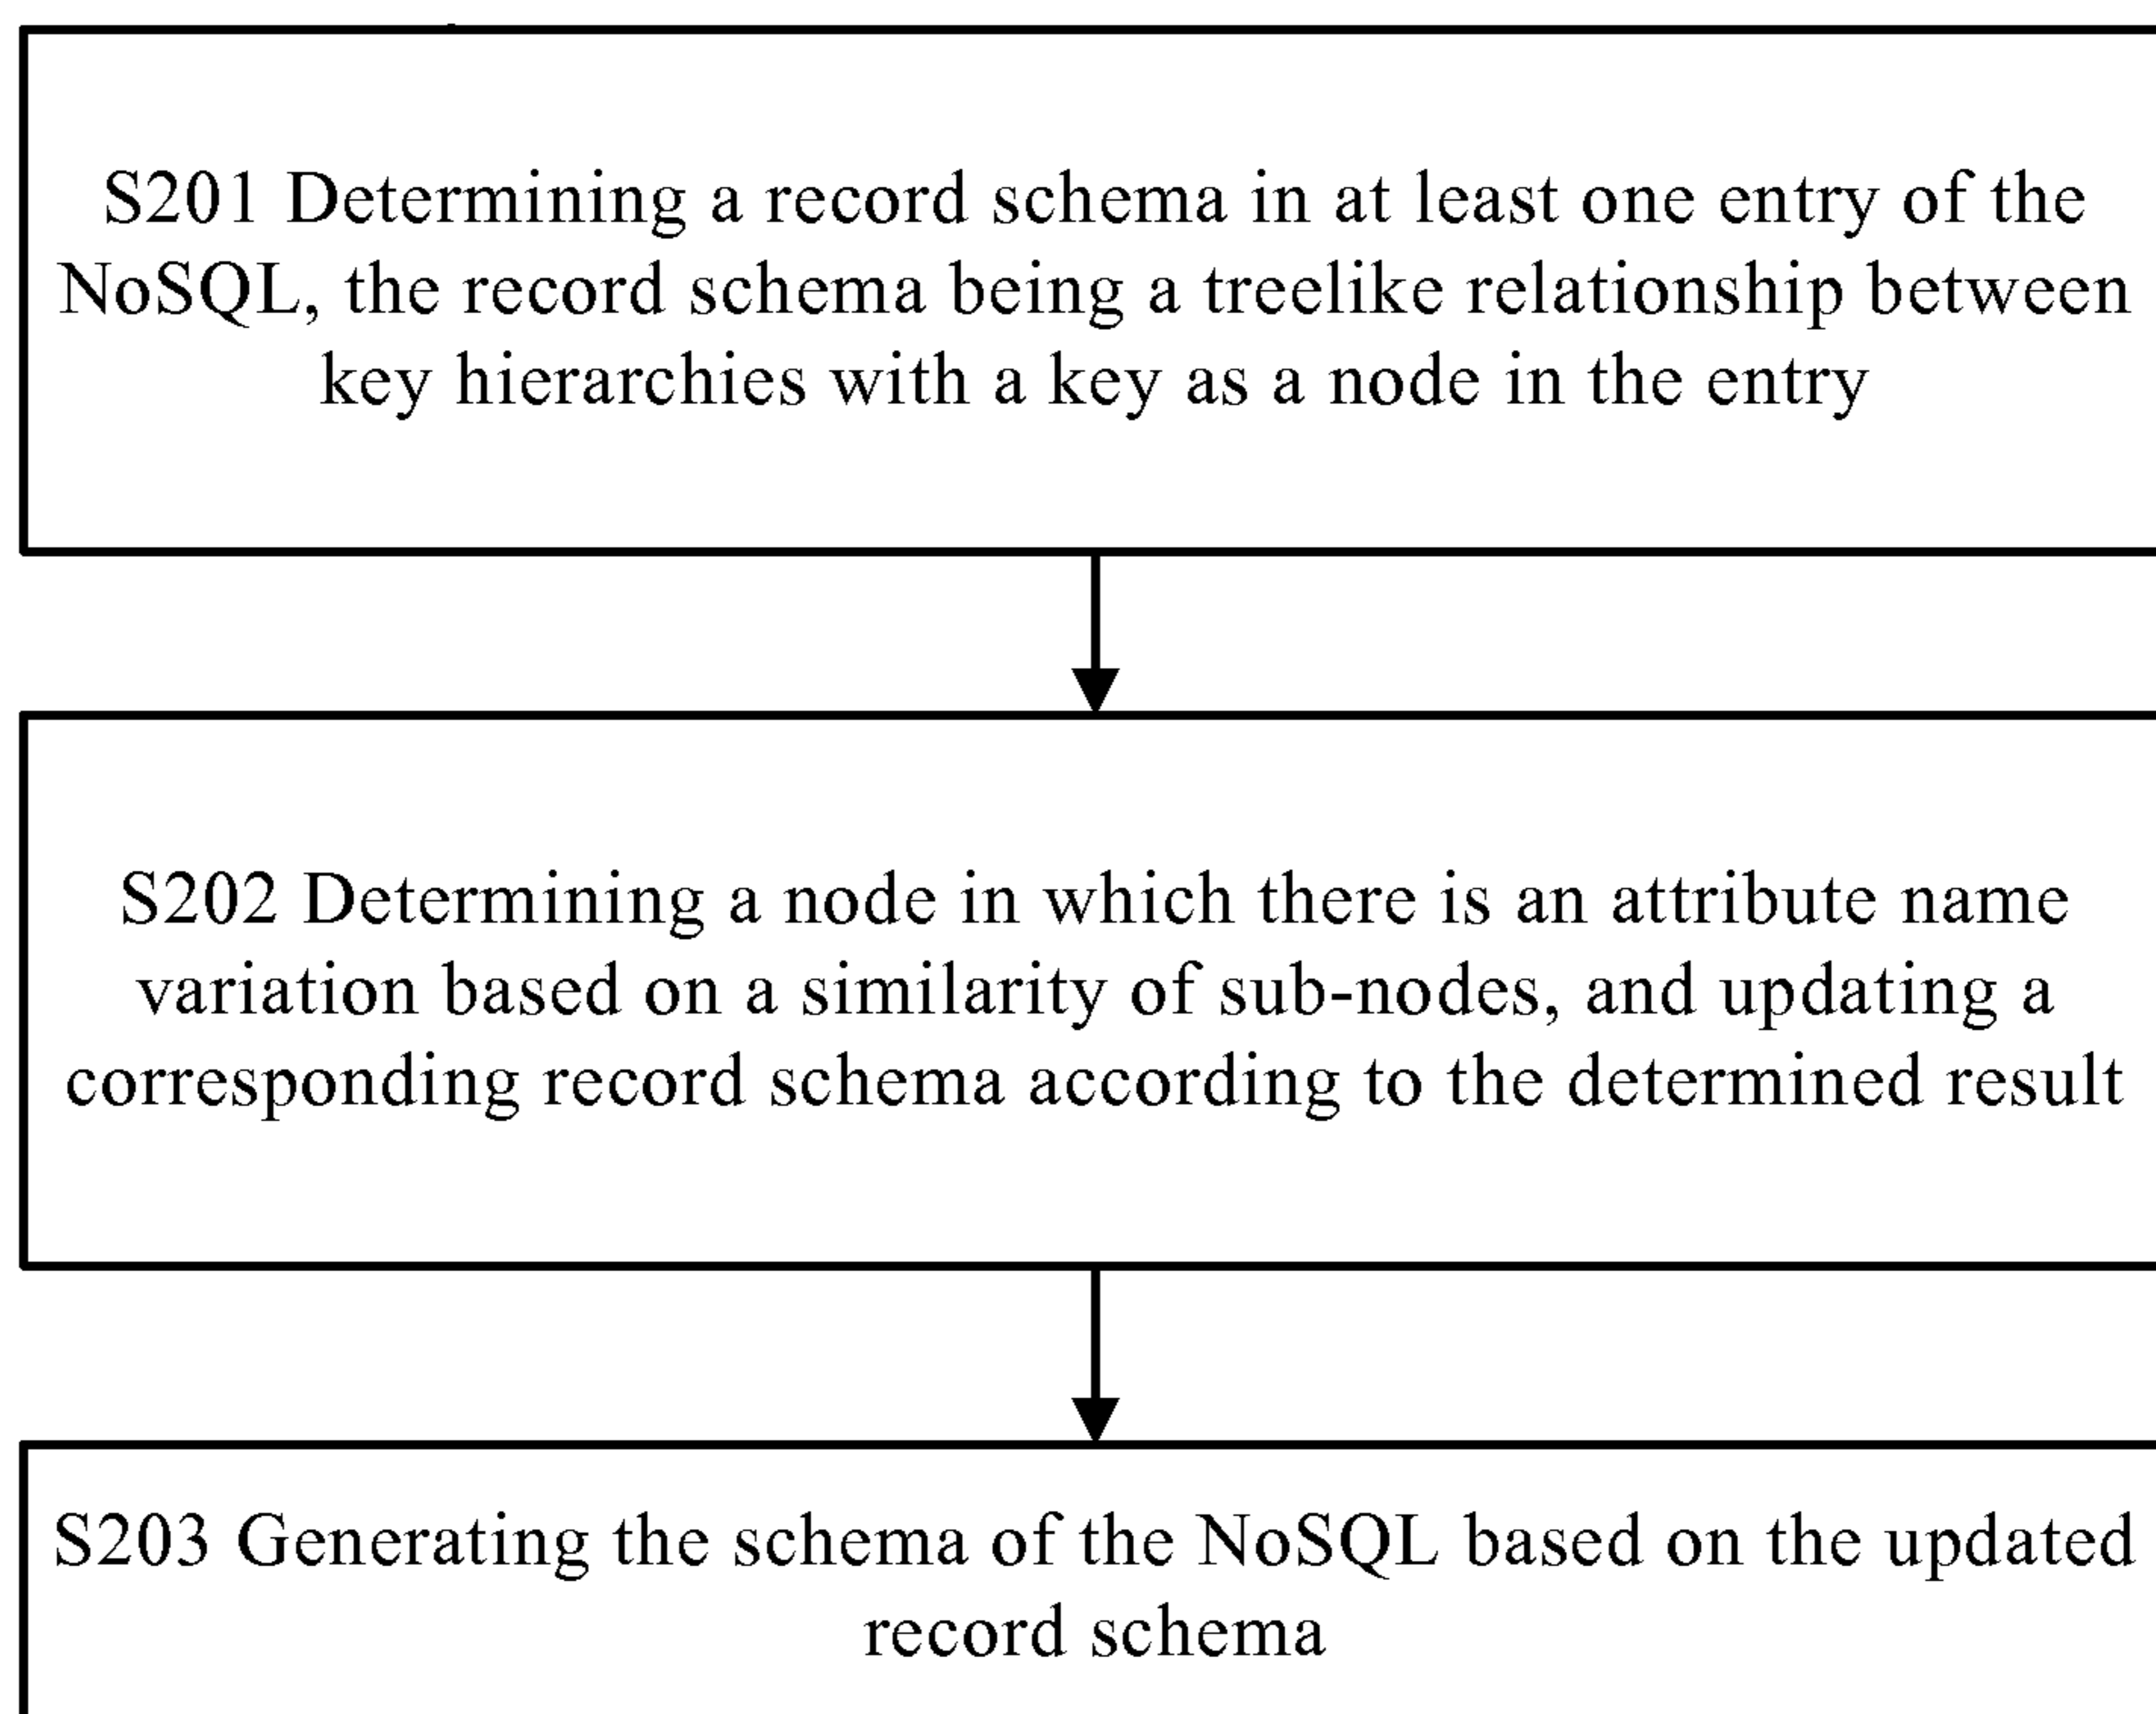 S201 Determining a record schema in at least one entry of the
NoSQL, the record schema being a treelike relationship between
key hierarchies with a key as a node in the entry
S202 Determining a node in which there is an attribute name
variation based on a similarity of sub-nodes, and updating a
corresponding record schema according to the determined result
S203 Generating the schema of the NoSQL based on the updated
record schema